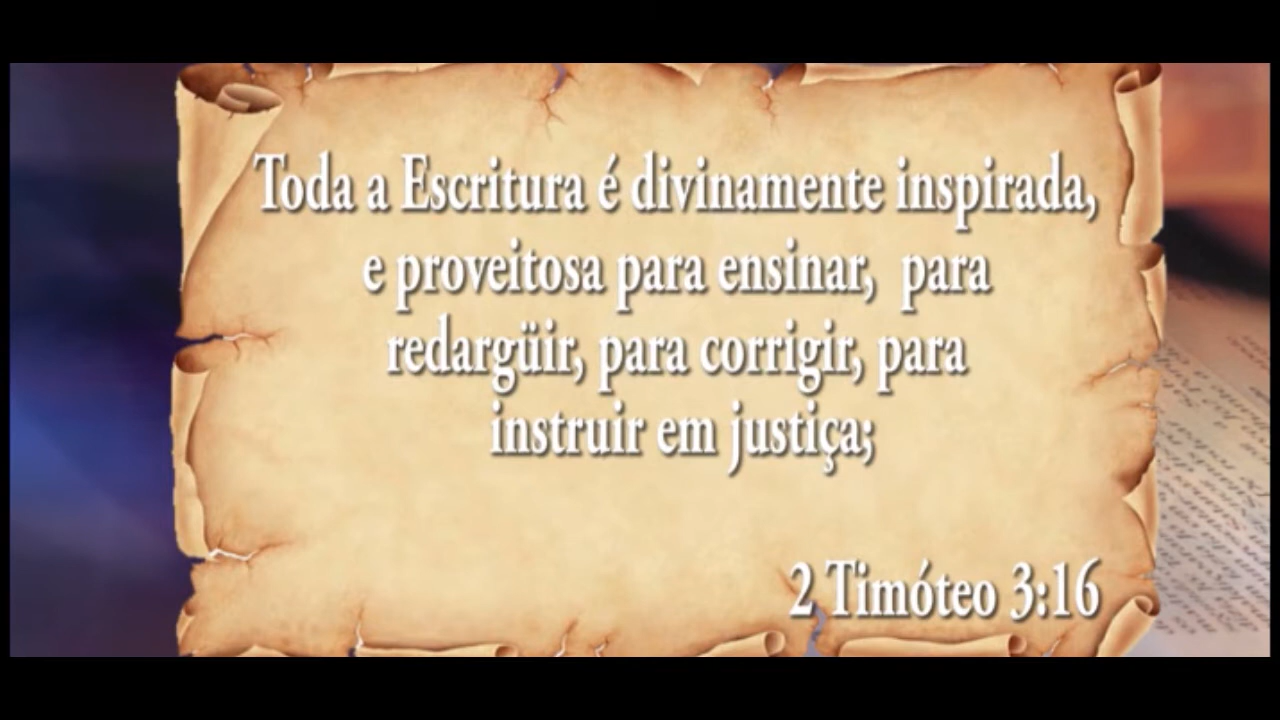 Toda a Escritura é divinamente inspirada,
e proveitosa para ensinar, para
redargüir, para corrigir, para
instruir em justiça;
2 Timóteo 3:16